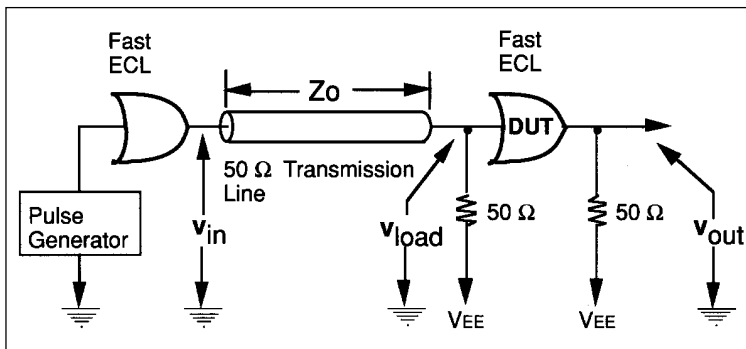 Fast
ECL
Zo
Fast
ECL
DUT
50 Ω Transmission
Line
Pulse
Generator
vin
vload
50 Ω
50 Ω
vout
VEE
VEE